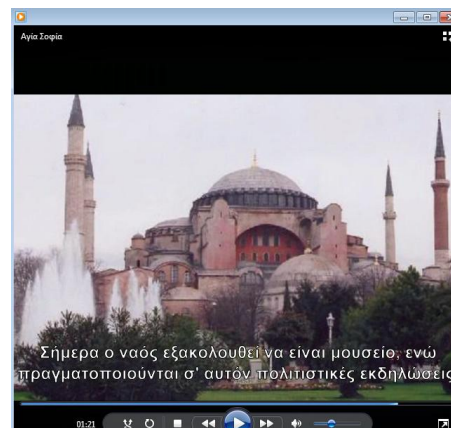 Αγία Σοφία
Σήμερα ο ναός εξακολουθεί να είναι μουσείο, ενώ
πραγματοποιούνται σ' αυτόν πολιτιστικές εκδηλώσεις
01:21